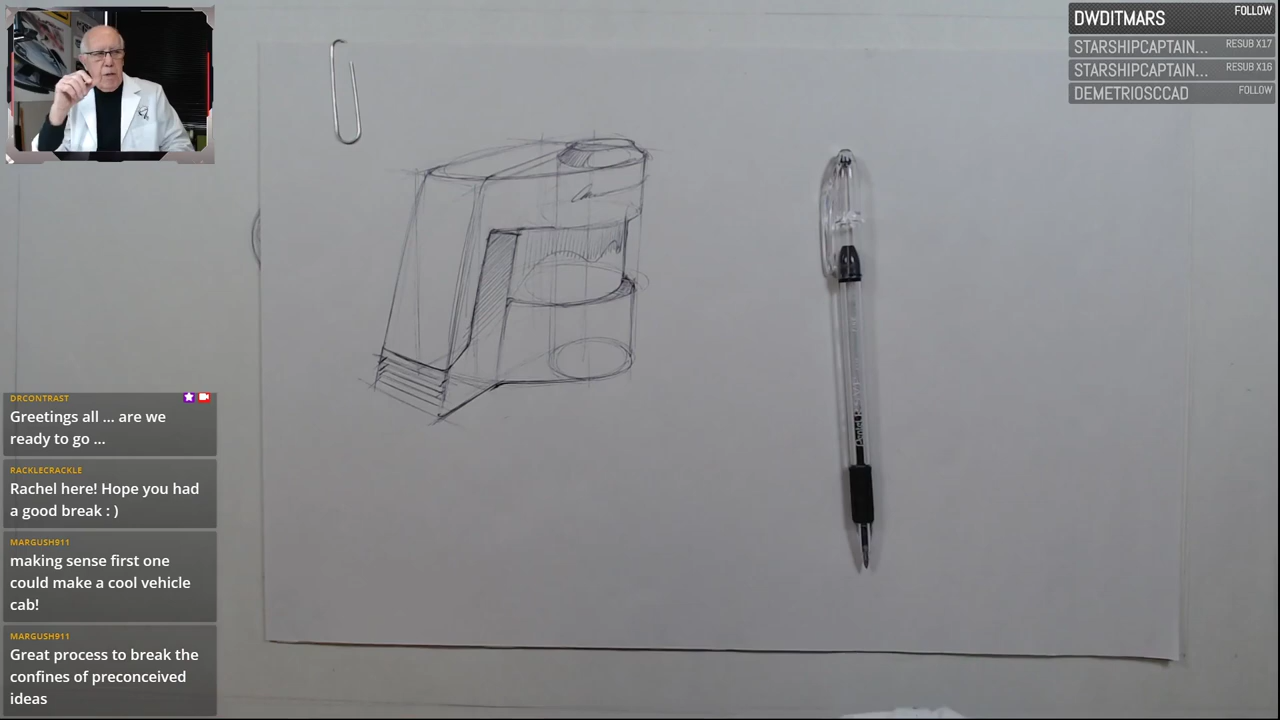 DWDITMARS
FOLLOW
STARSHIPCAPTAIN...
RESUB X17
STARSHIPCAPTAIN...
RESUB X16
DEMETRIOSCCAD
FOLLOW
DRCONTRAST
Greetings all ... are we
ready to go ...
RACKLECRACKLE
Rachel here! Hope you had
a good break : )
MARGUSH911
making sense first one
could make a cool vehicle
cab!
MARGUSH911
Great process to break the
confines of preconceived
ideas